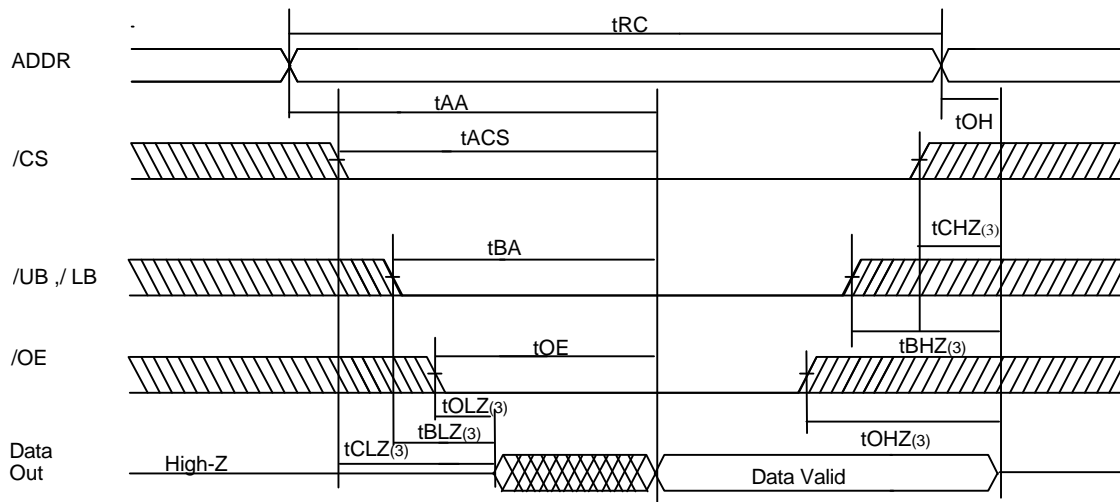 tRC
ADDR
tAA
tOH
tACS
/CS
tCHZ(3)
tBA
/UB ,/ LB
tBHZ(3)
tOE
/OE
tOLZ(3)
tBLZ(3)
tOHZ(3)
tCLZ(3)
Data
Out
High-Z
Data Valid